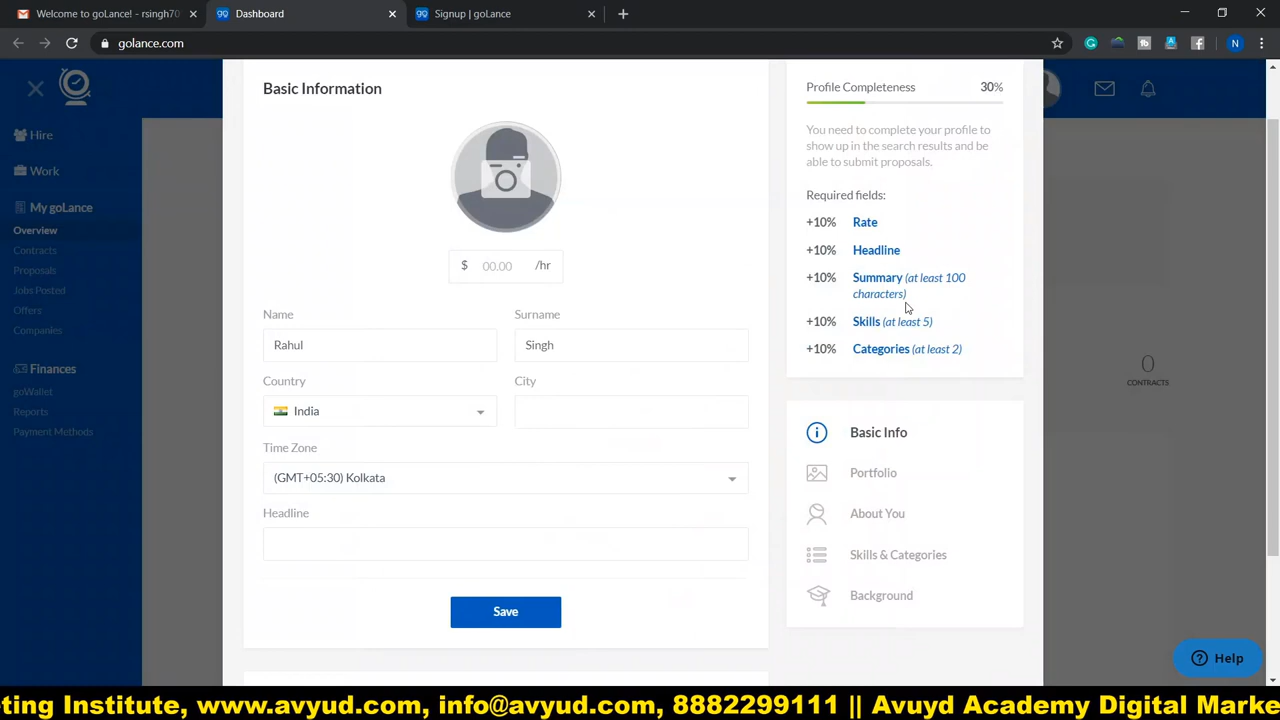 Welcome to goLance! - rsingh70
Dashboard
Signup | goLance
golance.com
N
Hire
Work
My goLance
Overview
Contracts
Proposals
Jobs Posted
Offers
Companies
Finances
goWallet
Reports
Payment Methods
Basic Information
$ 00.00 /hr
Name
Surname
Rahul
Singh
Country
City
India
Time Zone
(GMT+05:30) Kolkata
Headline
Save
Profile Completeness 30%
You need to complete your profile to
show up in the search results and be
able to submit proposals.
Required fields:
+10% Rate
+10% Headline
+10% Summary (at least 100
characters)
+10% Skills (at least 5)
+10% Categories (at least 2)
Basic Info
Portfolio
About You
Skills & Categories
Background
0
CONTRACTS
Help
ting Institute, www.avyud.com, info@avyud.com, 8882299111 || Avuyd Academy Digital Marke